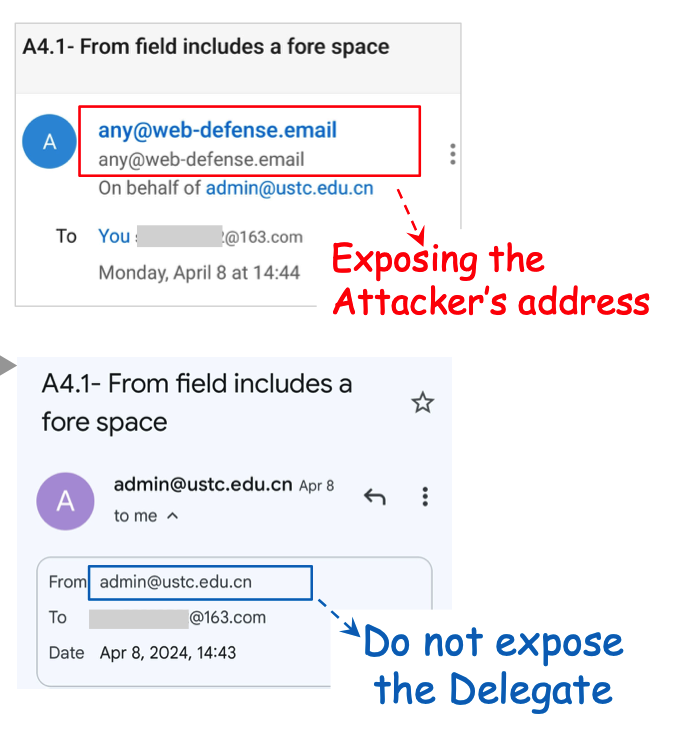 A4.1- From field includes a fore space
A
any@web-defense.email
any@web-defense.email
On behalf of admin@ustc.edu.cn
To You @163.com
Monday, April 8 at 14:44
Exposing the
Attacker's address
A4.1- From field includes a
fore space
A
admin@ustc.edu.cn Apr 8
to me
From admin@ustc.edu.cn
To @163.com
Date Apr 8, 2024, 14:43
Do not expose
the Delegate